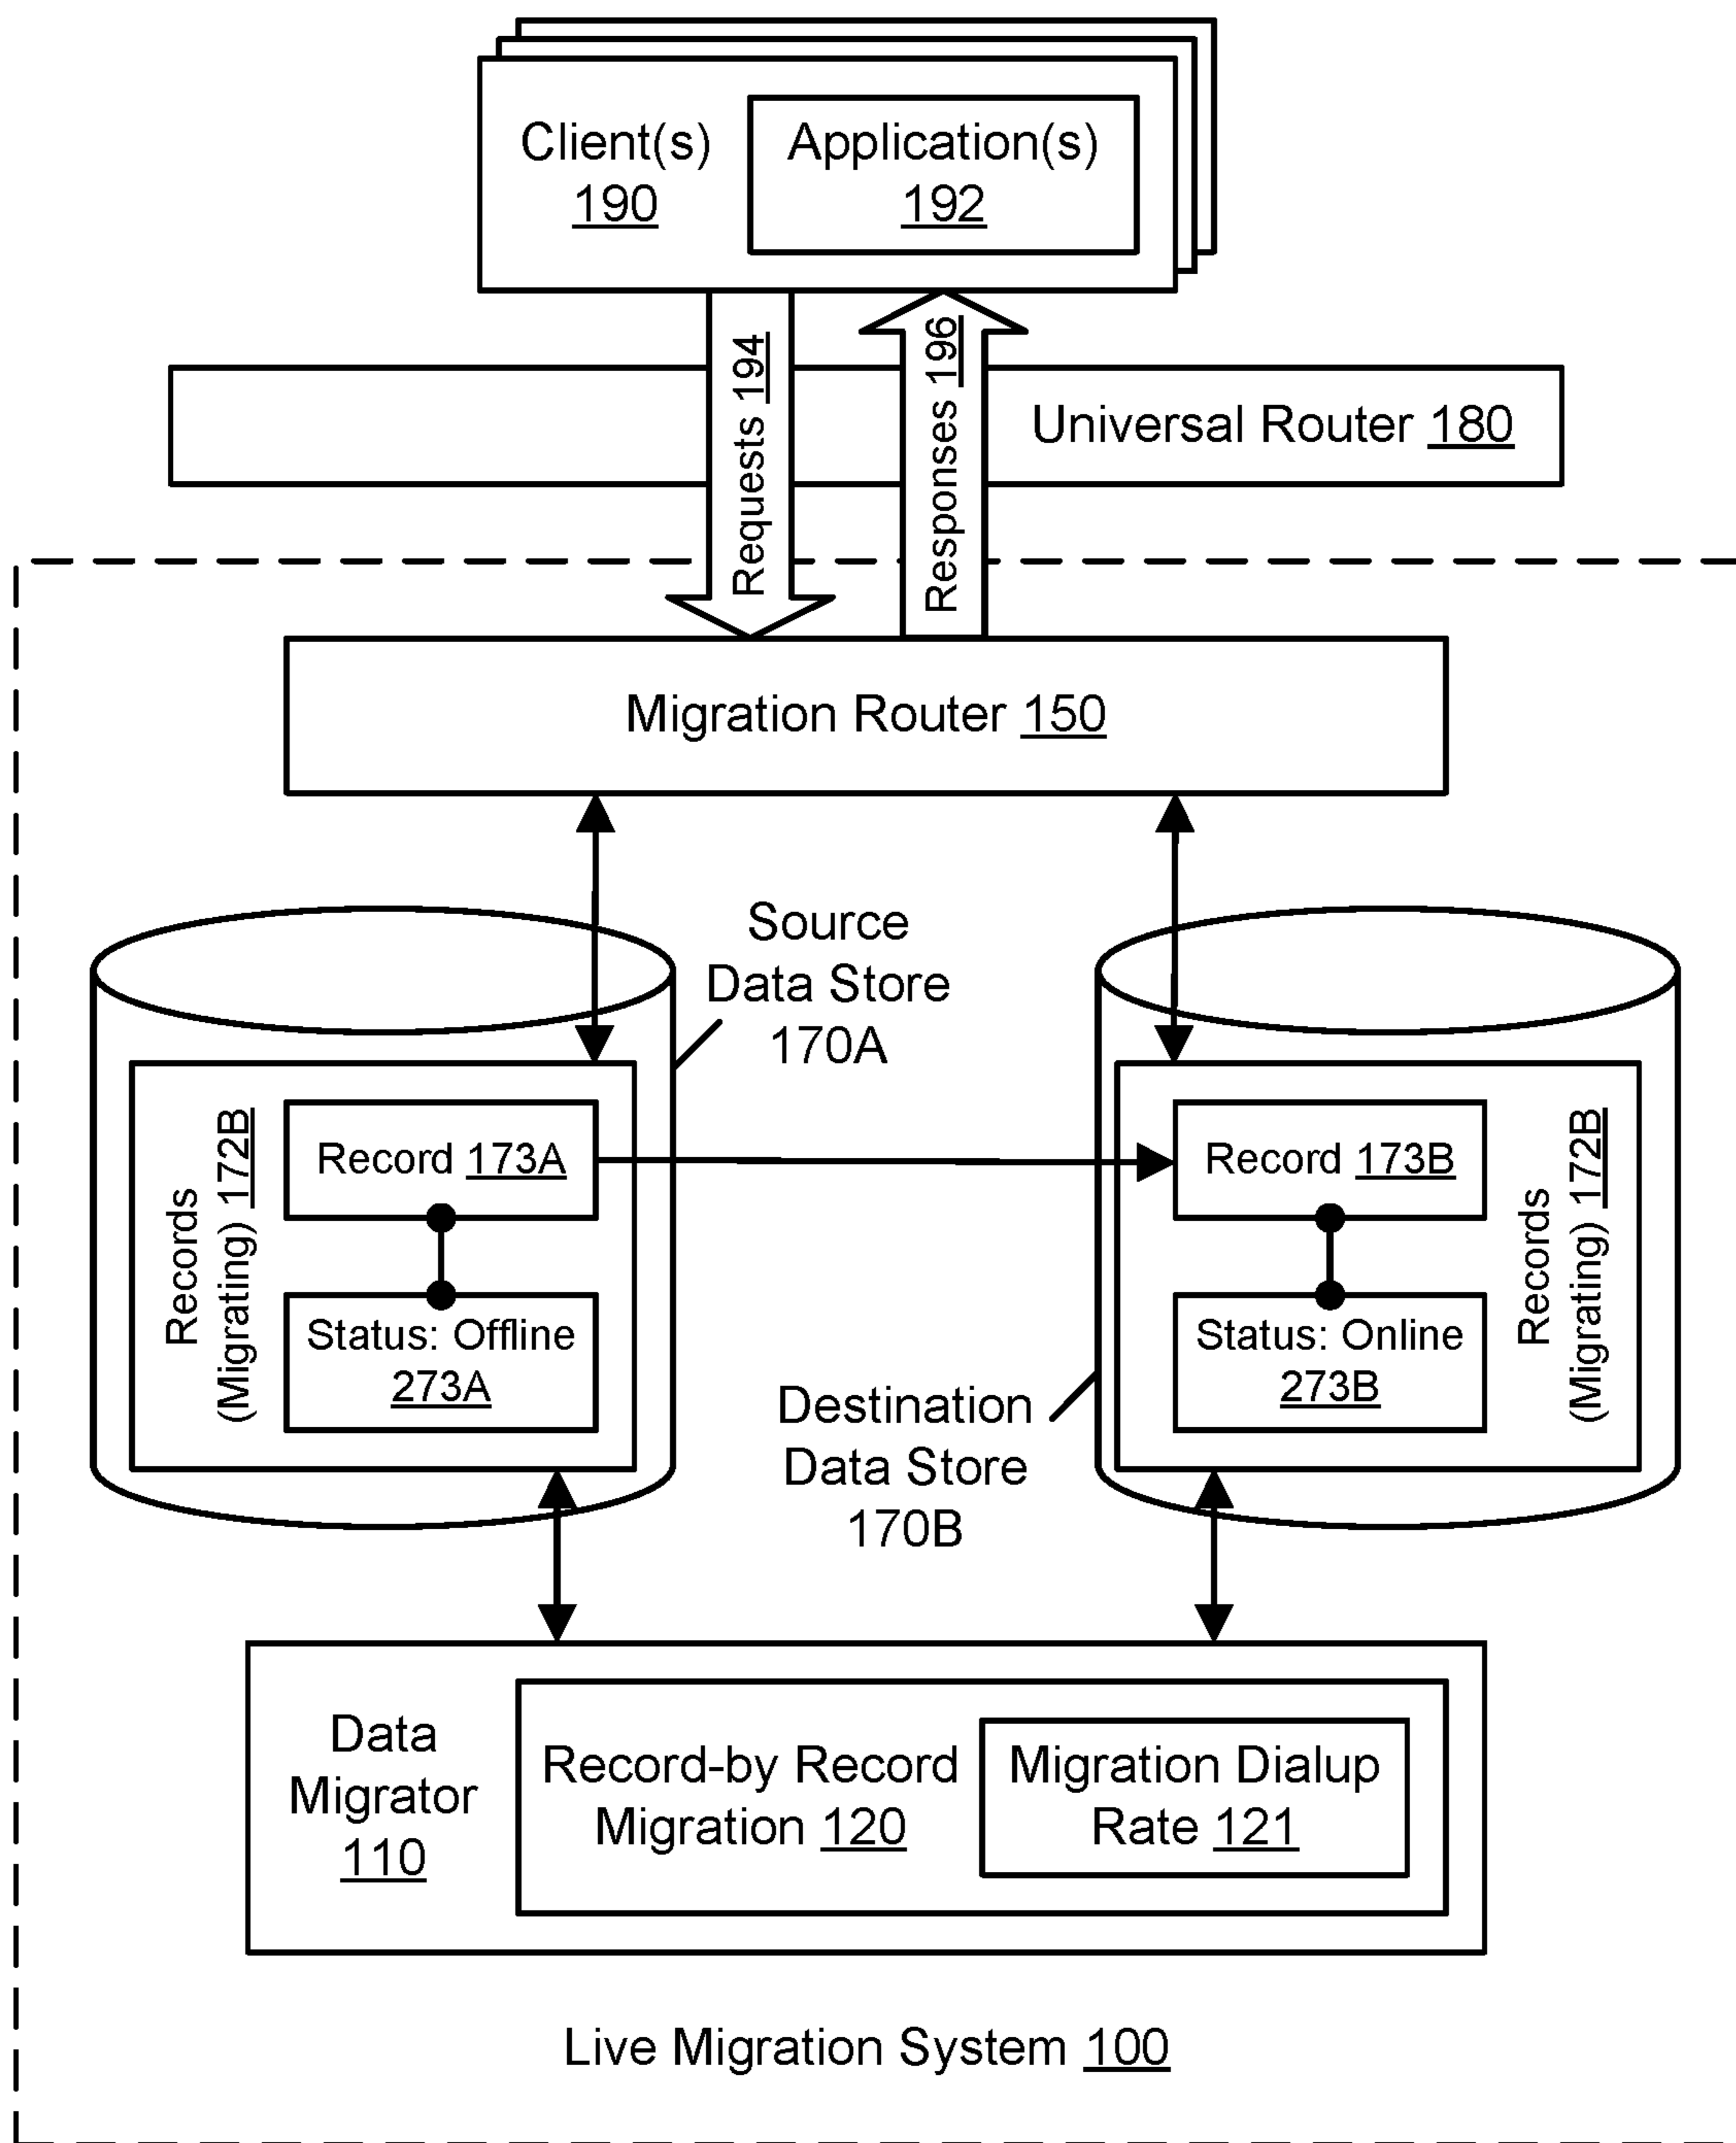 Client(s)
190
Application(s)
192
Requests 194
Responses 196
Universal Router 180
Migration Router 150
Source
Data Store
170A
Records
(Migrating) 172B
Record 173A
Status: Offline
273A
Record 173B
Status: Online
273B
Records
(Migrating) 172B
Destination
Data Store
170B
Data
Migrator
110
Record-by Record
Migration 120
Migration Dialup
Rate 121
Live Migration System 100